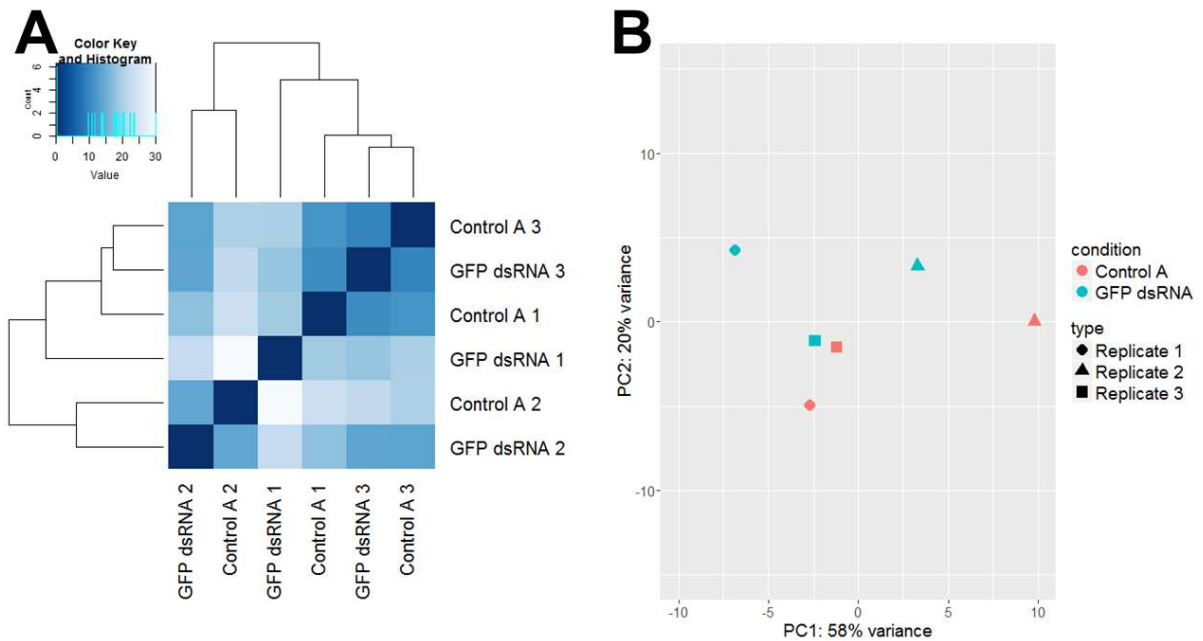 A
Color Key
and Histogram
Count
0 2 4 6
0 10 20 30
Value
Control A 3
GFP dsRNA 3
Control A 1
GFP dsRNA 1
Control A 2
GFP dsRNA 2
GFP dsRNA 2
Control A 2
GFP dsRNA 1
Control A 1
GFP dsRNA 3
Control A 3
B
PC2: 20% variance
10
0
-10
-10 -5 0 5 10
PC1: 58% variance
condition
Control A
GFP dsRNA
type
Replicate 1
Replicate 2
Replicate 3